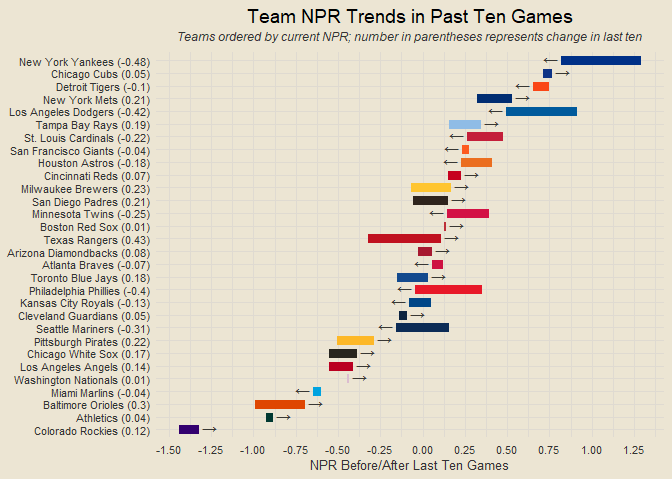 Team NPR Trends in Past Ten Games
Teams ordered by current NPR; number in parentheses represents change in last ten
New York Yankees (-0.48)
Chicago Cubs (0.05)
Detroit Tigers (-0.1)
New York Mets (0.21)
Los Angeles Dodgers (-0.42)
Tampa Bay Rays (0.19)
St. Louis Cardinals (-0.22)
San Francisco Giants (-0.04)
Houston Astros (-0.18)
Cincinnati Reds (0.07)
Milwaukee Brewers (0.23)
San Diego Padres (0.21)
Minnesota Twins (-0.25)
Boston Red Sox (0.01)
Texas Rangers (0.43)
Arizona Diamondbacks (0.08)
Atlanta Braves (-0.07)
Toronto Blue Jays (0.18)
Philadelphia Phillies (-0.4)
Kansas City Royals (-0.13)
Cleveland Guardians (0.05)
Seattle Mariners (-0.31)
Pittsburgh Pirates (0.22)
Chicago White Sox (0.17)
Los Angeles Angels (0.14)
Washington Nationals (0.01)
Miami Marlins (-0.04)
Baltimore Orioles (0.3)
Athletics (0.04)
Colorado Rockies (0.12)
-1.50 -1.25 -1.00 -0.75 -0.50 -0.25 0.00 0.25 0.50 0.75 1.00 1.25
NPR Before/After Last Ten Games